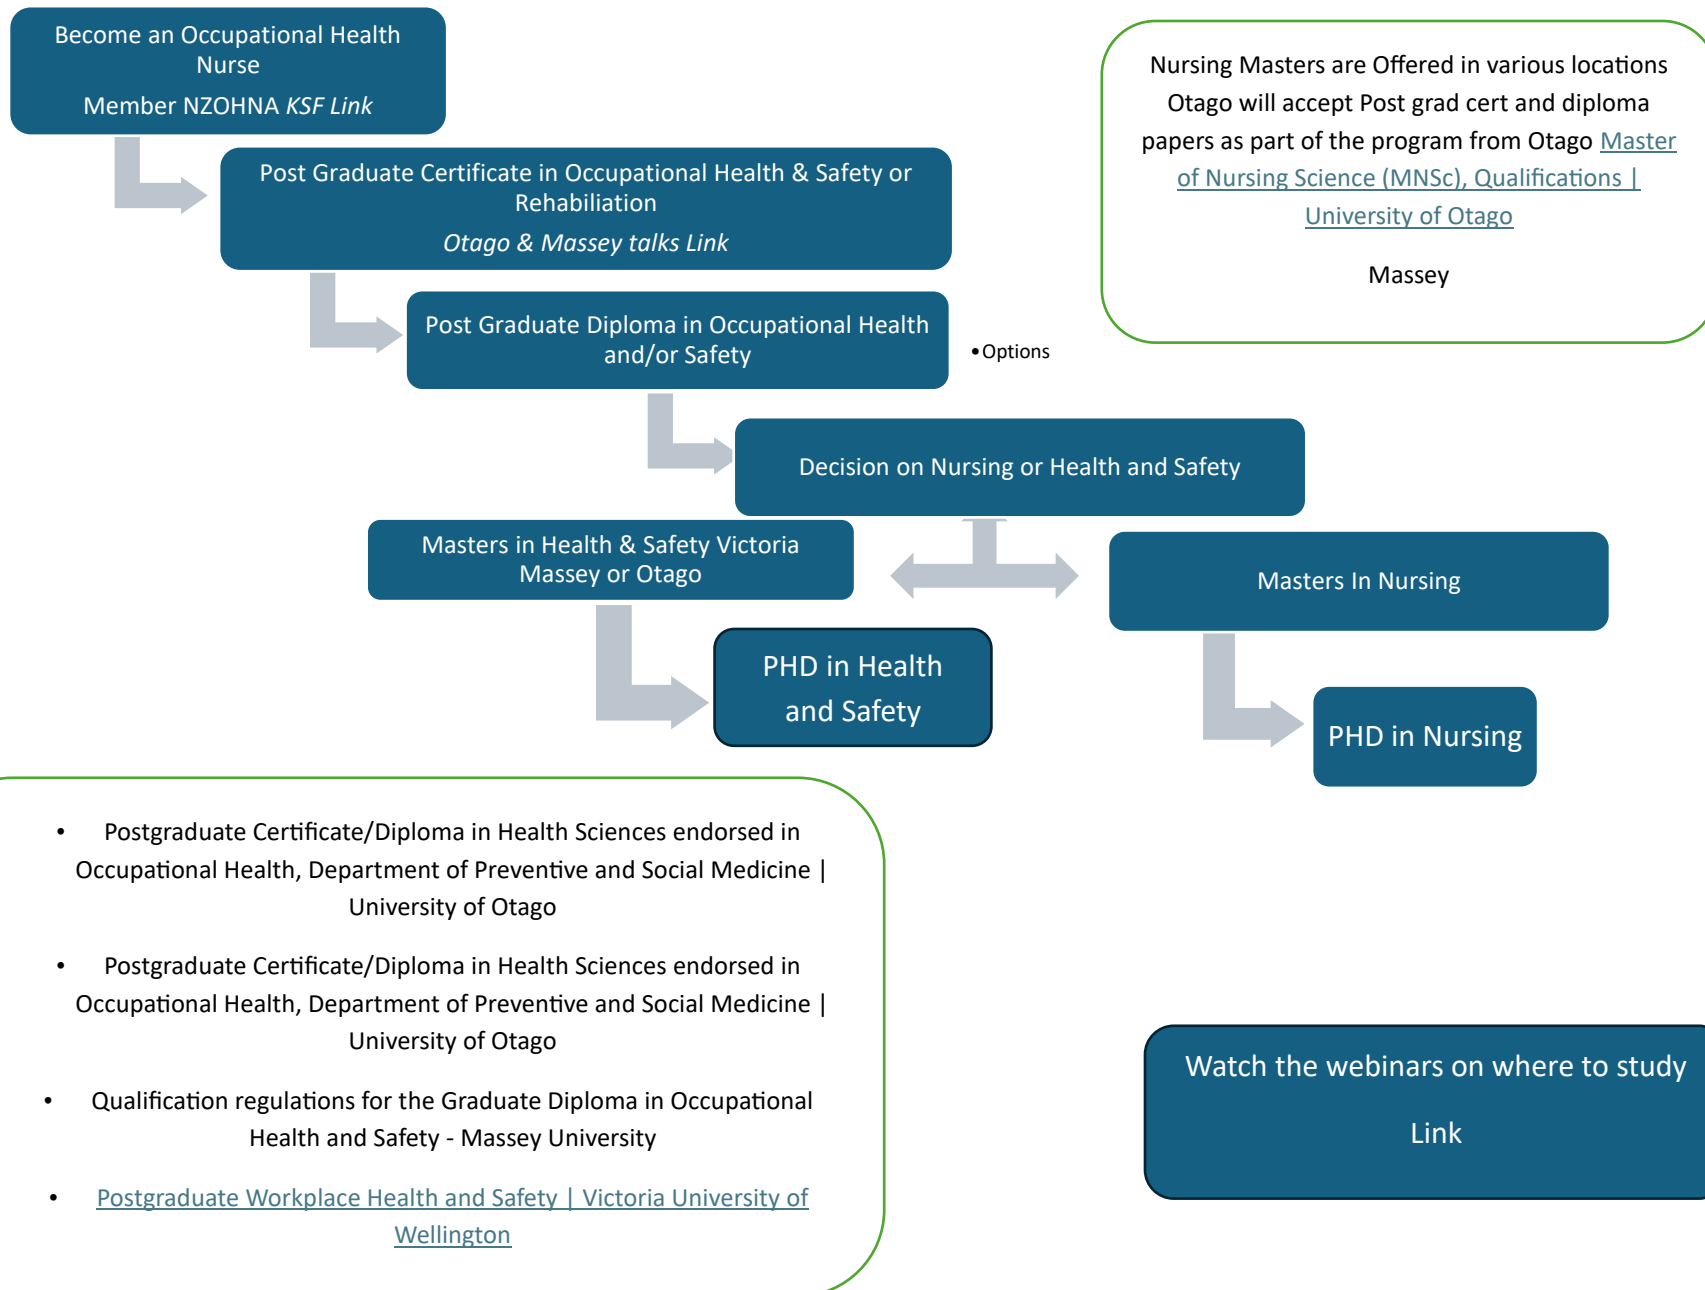 Become an Occupational Health
Nurse
Member NZOHNA KSF Link
Post Graduate Certificate in Occupational Health & Safety or
Rehabiliation
Otago & Massey talks Link
Post Graduate Diploma in Occupational Health
and/or Safety
•Options
Decision on Nursing or Health and Safety
Masters in Health & Safety Victoria
Massey or Otago
Masters In Nursing
PHD in Health
and Safety
PHD in Nursing
Nursing Masters are Offered in various locations
Otago will accept Post grad cert and diploma
papers as part of the program from Otago Master
of Nursing Science (MNSc), Qualifications |
University of Otago
Massey
• Postgraduate Certificate/Diploma in Health Sciences endorsed in
Occupational Health, Department of Preventive and Social Medicine |
University of Otago
• Postgraduate Certificate/Diploma in Health Sciences endorsed in
Occupational Health, Department of Preventive and Social Medicine |
University of Otago
• Qualification regulations for the Graduate Diploma in Occupational
Health and Safety - Massey University
• Postgraduate Workplace Health and Safety | Victoria University of
Wellington
Watch the webinars on where to study
Link